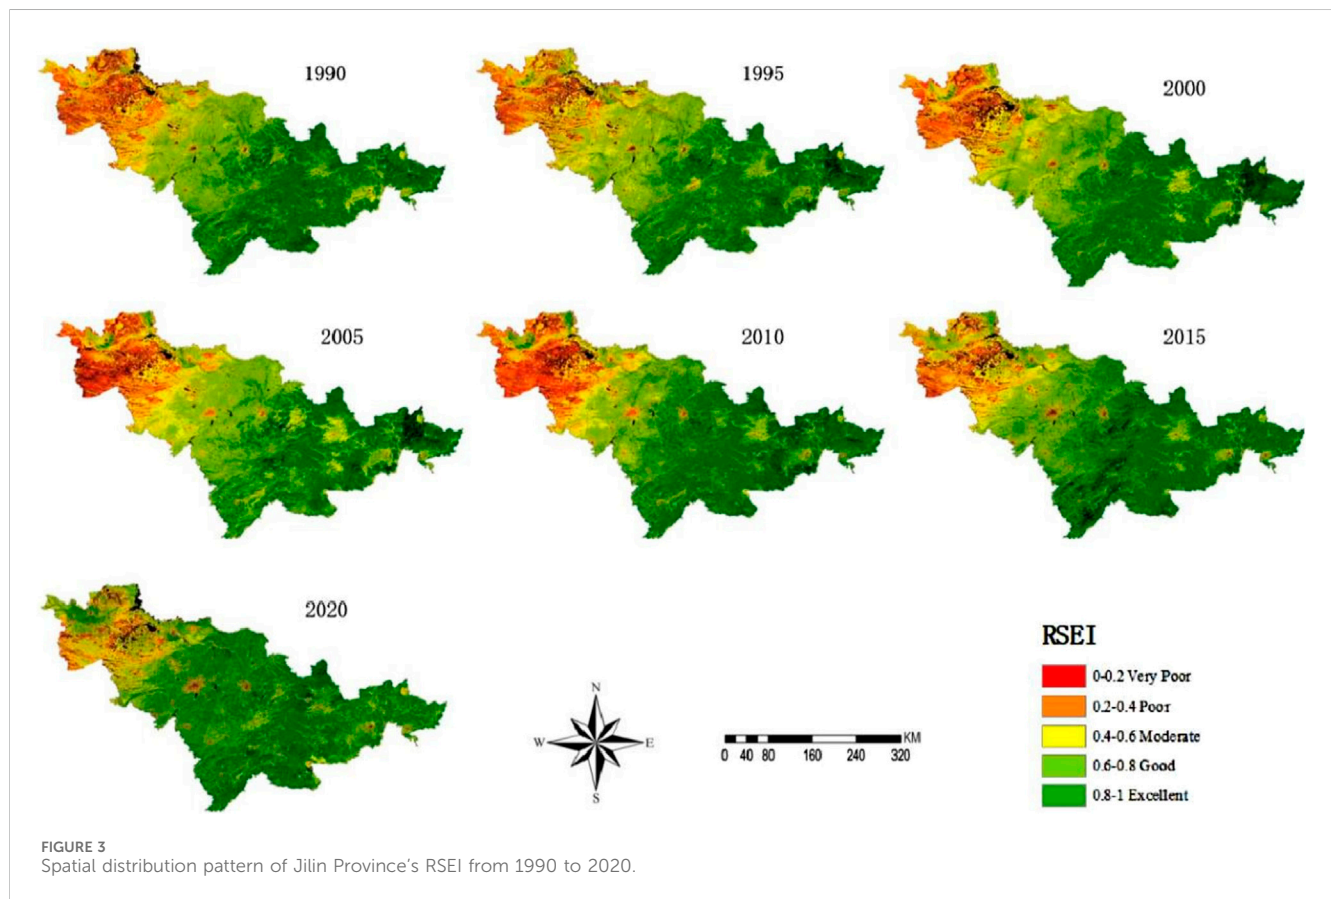 1990
1995
2000
2005
2010
2015
2020
N
W E
S
KM
0 40 80 160 240 320
RSEI
0-0.2 Very Poor
0.2-0.4 Poor
0.4-0.6 Moderate
0.6-0.8 Good
0.8-1 Excellent
FIGURE 3
Spatial distribution pattern of Jilin Province's RSEI from 1990 to 2020.